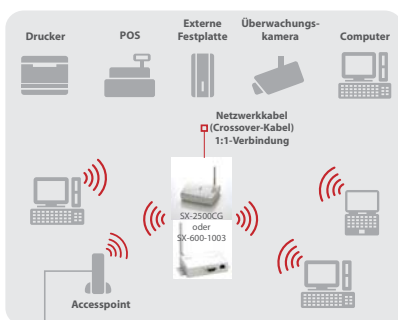 Externe
Festplatte
Überwachungs-
kamera
Drucker
POS
Computer
Netzwerkkabel
(Crossover-Kabel)
1:1-Verbindung
SX-2500CG
oder
SX-600-1003
Accesspoint